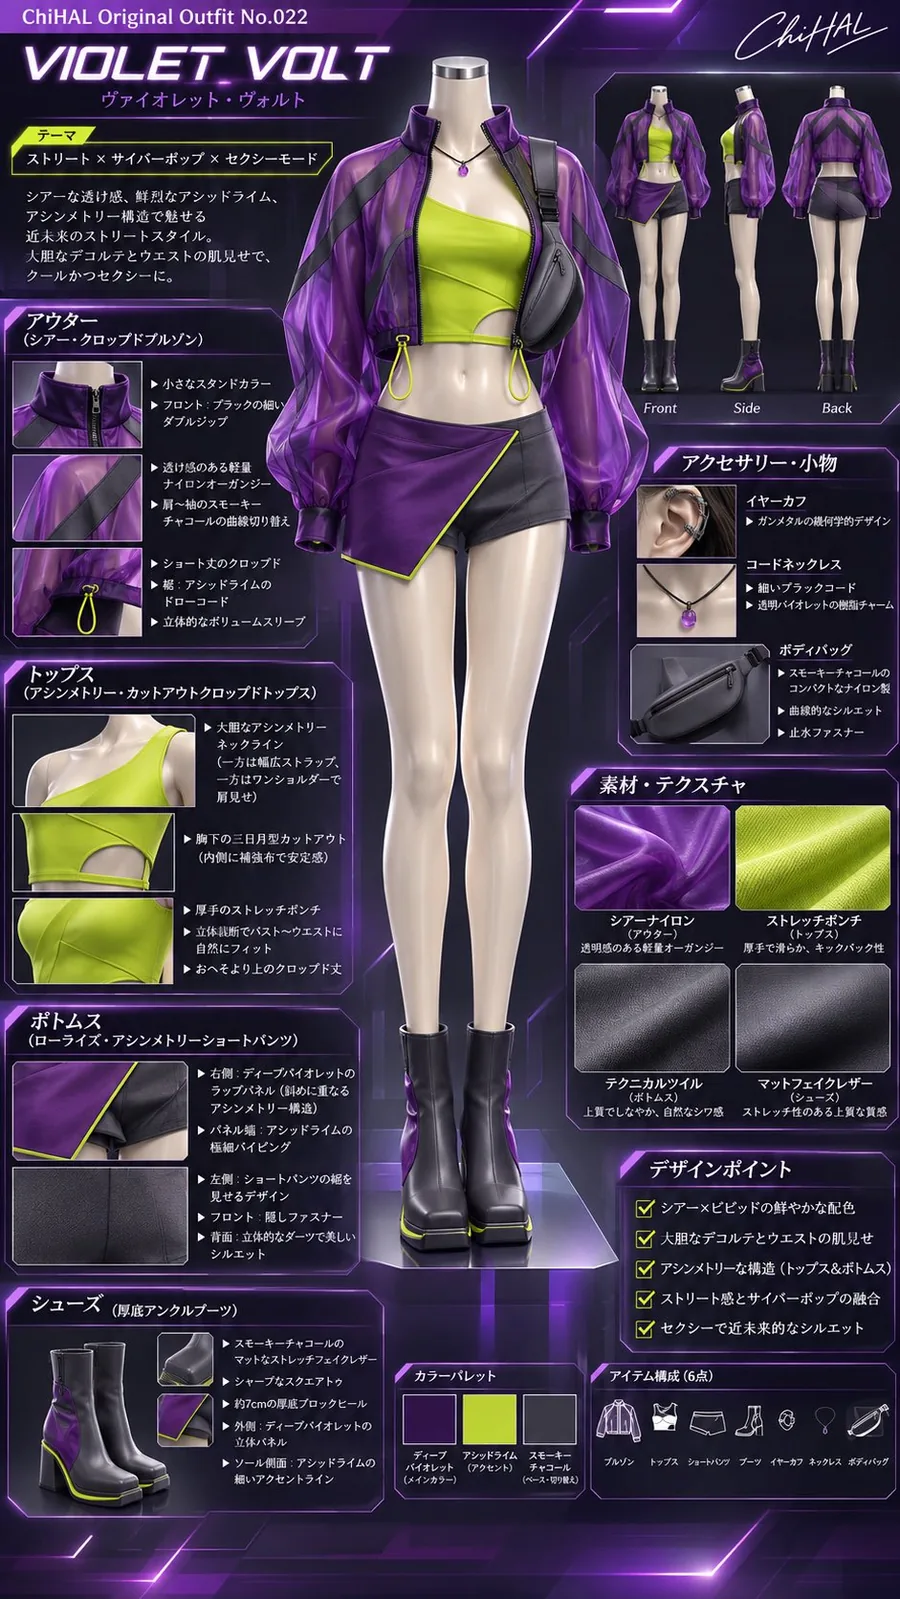 ChiHAL Original Outfit No.022
ChiHAL
VIOLET VOLT
ヴァイオレット・ヴォルト
テーマ
ストリート × サイバーポップ × セクシーモード
シアーな透け感、鮮烈なアシッドライム、
アシンメトリー構造で魅せる
近未来のストリートスタイル。
大胆なデコルテとウエストの肌見せで、
クールかつセクシーに。
Front
Side
Back
アウター
(シアー・クロップドブルゾン)
▶ 小さなスタンドカラー
▶ フロント：ブラックの細い
ダブルジップ
▶ 透け感のある軽量
ナイロンオーガンジー
▶ 肩〜袖のスモーキー
チャコールの曲線切り替え
▶ ショート丈のクロップド
▶ 裾：アシッドライムの
ドローコード
▶ 立体的なボリュームスリーブ
トップス
(アシンメトリー・カットアウトクロップドトップス)
▶ 大胆なアシンメトリー
ネックライン
(一方は幅広ストラップ、
一方はワンショルダーで
肩見せ)
▶ 胸下の三日月型カットアウト
(内側に補強布で安定感)
▶ 厚手のストレッチポンチ
▶ 立体裁断でバスト〜ウエストに
自然にフィット
▶ おへそより上のクロップド丈
ボトムス
(ローライズ・アシンメトリーショートパンツ)
▶ 右側：ディープバイオレットの
ラップパネル (斜めに重なる
アシンメトリー構造)
▶ パネル端：アシッドライムの
極細パイピング
▶ 左側：ショートパンツの裾を
見せるデザイン
▶ フロント：隠しファスナー
▶ 背面：立体的なダーツで美しい
シルエット
シューズ (厚底アンクルブーツ)
▶ スモーキーチャコールの
マットなストレッチフェイクレザー
▶ シャープなスクエアトゥ
▶ 約7cmの厚底ブロックヒール
▶ 外側：ディープバイオレットの
立体パネル
▶ ソール側面：アシッドライムの
細いアクセントライン
アクセサリー・小物
イヤーカフ
▶ ガンメタルの幾何学的デザイン
コードネックレス
▶ 細いブラックコード
▶ 透明バイオレットの樹脂チャーム
ボディバッグ
▶ スモーキーチャコールの
コンパクトなナイロン製
▶ 曲線的なシルエット
▶ 止水ファスナー
素材・テクスチャ
シアーナイロン
(アウター)
透明感のある軽量オーガンジー
ストレッチポンチ
(トップス)
厚手で滑らか、キックバック性
テクニカルツイル
(ボトムス)
上質でしなやか、自然なシワ感
マットフェイクレザー
(シューズ)
ストレッチ性のある上質な質感
デザインポイント
シアー×ビビッドの鮮やかな配色
大胆なデコルテとウエストの肌見せ
アシンメトリーな構造 (トップス&ボトムス)
ストリート感とサイバーポップの融合
セクシーで近未来的なシルエット
カラーパレット
ディープ
バイオレット
(メインカラー)
アシッドライム
(アクセント)
スモーキー
チャコール
(ベース・切り替え)
アイテム構成 (6点)
ブルゾン
トップス
ショートパンツ
ブーツ
イヤーカフ
ネックレス
ボディバッグ